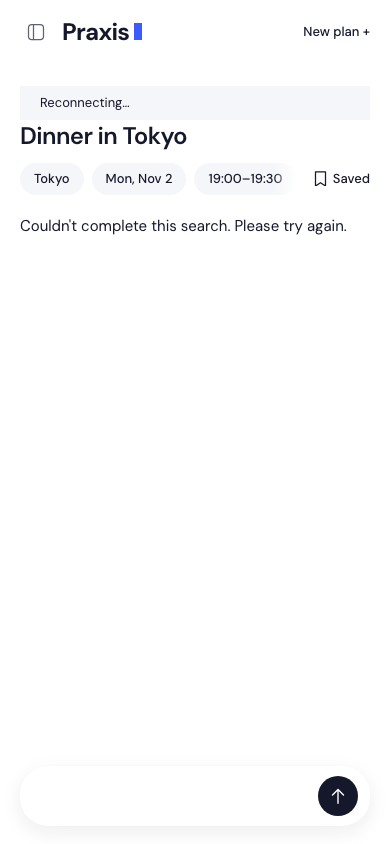 Praxis
New plan +
Reconnecting...
Dinner in Tokyo
Tokyo
Mon, Nov 2
19:00–19:30
Saved
Couldn't complete this search. Please try again.